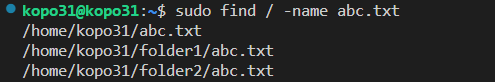 kopo31@kopo31:~$ sudo find / -name abc.txt
/home/kopo31/abc.txt
/home/kopo31/folder1/abc.txt
/home/kopo31/folder2/abc.txt